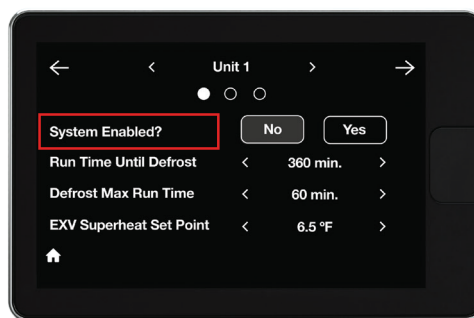 Unit 1
System Enabled? No Yes
Run Time Until Defrost 360 min.
Defrost Max Run Time 60 min.
EXV Superheat Set Point 6.5 ºF